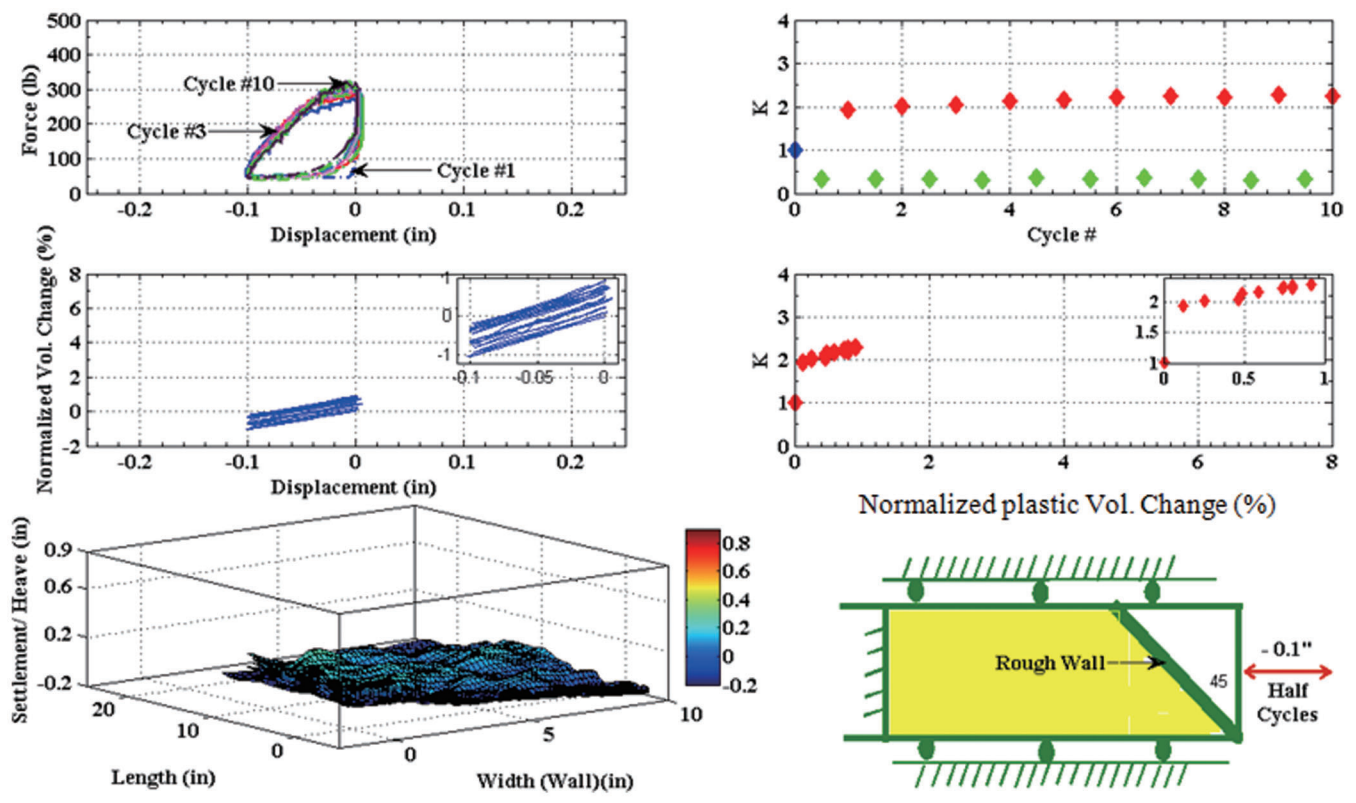 500
400
300
200
100
0
Force (lb)
Cycle #10
Cycle #3
Cycle #1
-0.2 -0.1 0 0.1 0.2
Displacement (in)
4
3
2
1
0
K
0 2 4 6 8 10
Cycle #
8
6
4
2
0
-2
Normalized Vol. Change (%)
1
0
-1
-0.1 -0.05 0
-0.2 -0.1 0 0.1 0.2
Displacement (in)
4
3
2
1
0
K
2
1.5
1
0 0.5 1
0 2 4 6 8
Normalized plastic Vol. Change (%)
0.9
0.6
0.2
-0.2
Settlement/ Heave (in)
20
10
0
Length (in)
0
5
10
Width (Wall)(in)
0.8
0.6
0.4
0.2
0
-0.2
Rough Wall
45
- 0.1"
Half
Cycles